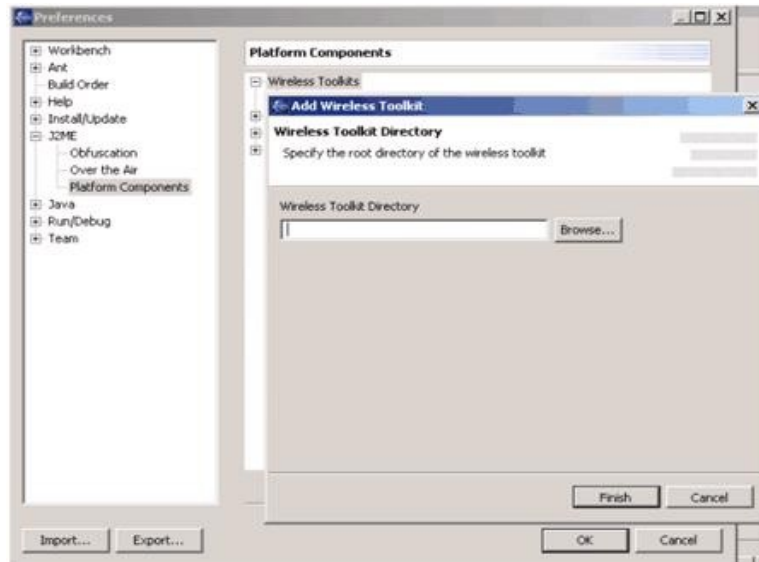 Preferences
Workbench
Ant
Build Order
Help
Install/Update
J2ME
Obfuscation
Over the Air
Platform Components
Java
Run/Debug
Team
Platform Components
Wireless Toolkits
Add Wireless Toolkit
Wireless Toolkit Directory
Specify the root directory of the wireless toolkit
Wireless Toolkit Directory
Browse...
Finish
Cancel
Import...
Export...
OK
Cancel